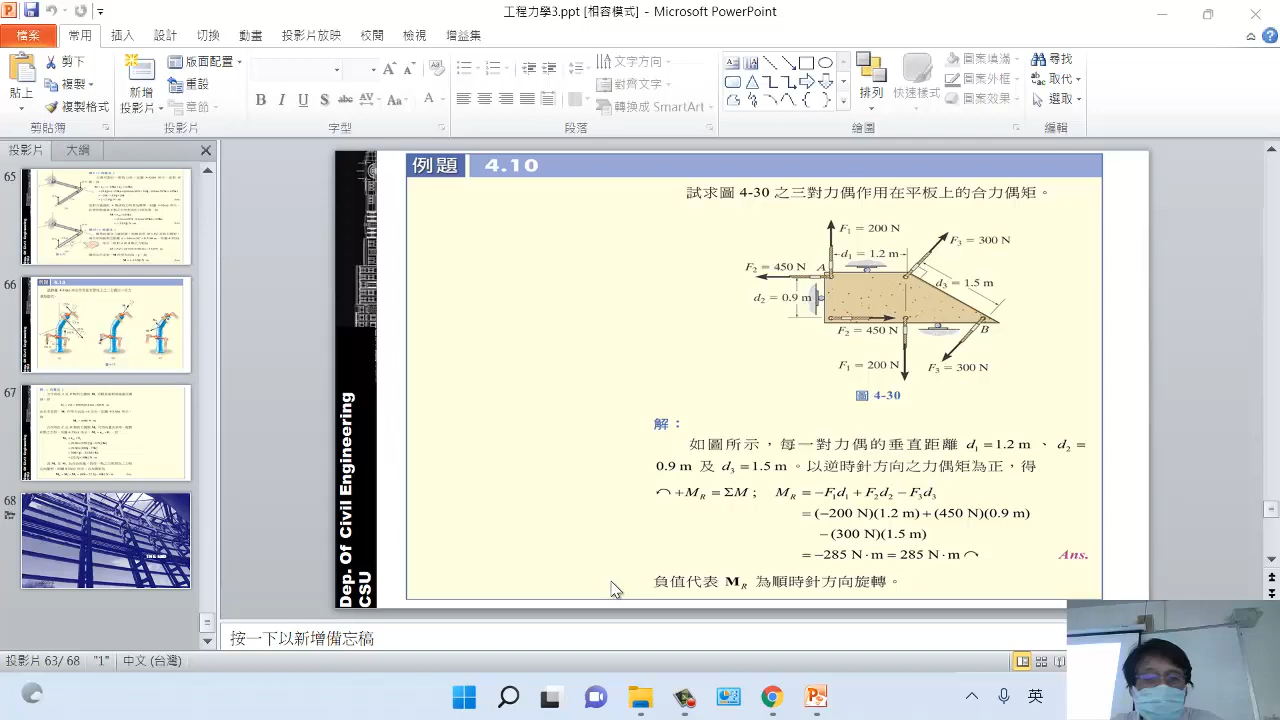 工程力學3.ppt [相容模式] - Microsoft PowerPoint
檔案 常用 插入 設計 切換 動畫 投影片放映 校閱 檢視 增益集
貼上 剪下 複製 複製格式 剪貼簿
新增投影片 版面配置 重設 章節 投影片
B I U S abc AV Aa A 字型
文字方向 對齊文字 轉換成 SmartArt 段落
排列 快速樣式 圖案填滿 圖案外框 圖案效果 繪圖
尋找 取代 選取 編輯
投影片 大綱
65
66
67
68
Dep. Of Civil Engineering
CSU
例題 4.10
試求圖 4-30 之三對力偶作用在平板上的合力偶矩。
F₁ = 200 N
F₃ = 300 N
d₁ = 1.2 m
F₂ = 450 N A
d₃ = 1.5 m
d₂ = 0.9 m
F₂ = 450 N B
F₁ = 200 N F₃ = 300 N
圖 4-30
解：
如圖所示，每一對力偶的垂直距離 d₁ = 1.2 m 、 d₂ =
0.9 m 及 d₃ = 1.5 m，以逆時針方向之力偶矩為正，得
↶ +M_R = ΣM ; M_R = −F₁d₁ + F₂d₂ − F₃d₃
= (−200 N)(1.2 m) + (450 N)(0.9 m)
− (300 N)(1.5 m)
= −285 N·m = 285 N·m ↷ Ans.
負值代表 M_R 為順時針方向旋轉。
按一下以新增備忘稿
投影片 63/68 "1" 中文 (台灣)
英